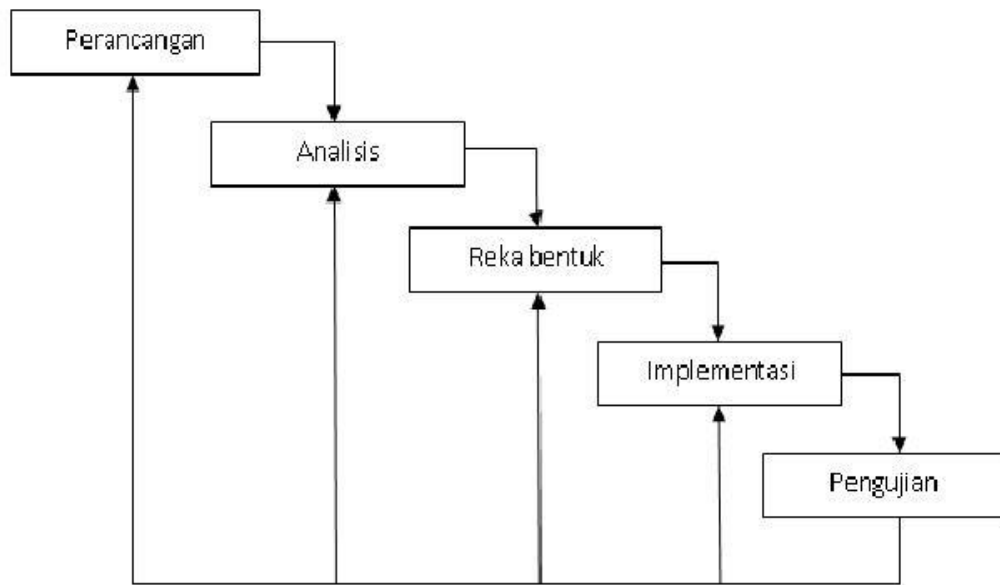 Perancangan
Analisis
Reka bentuk
Implementasi
Pengujian